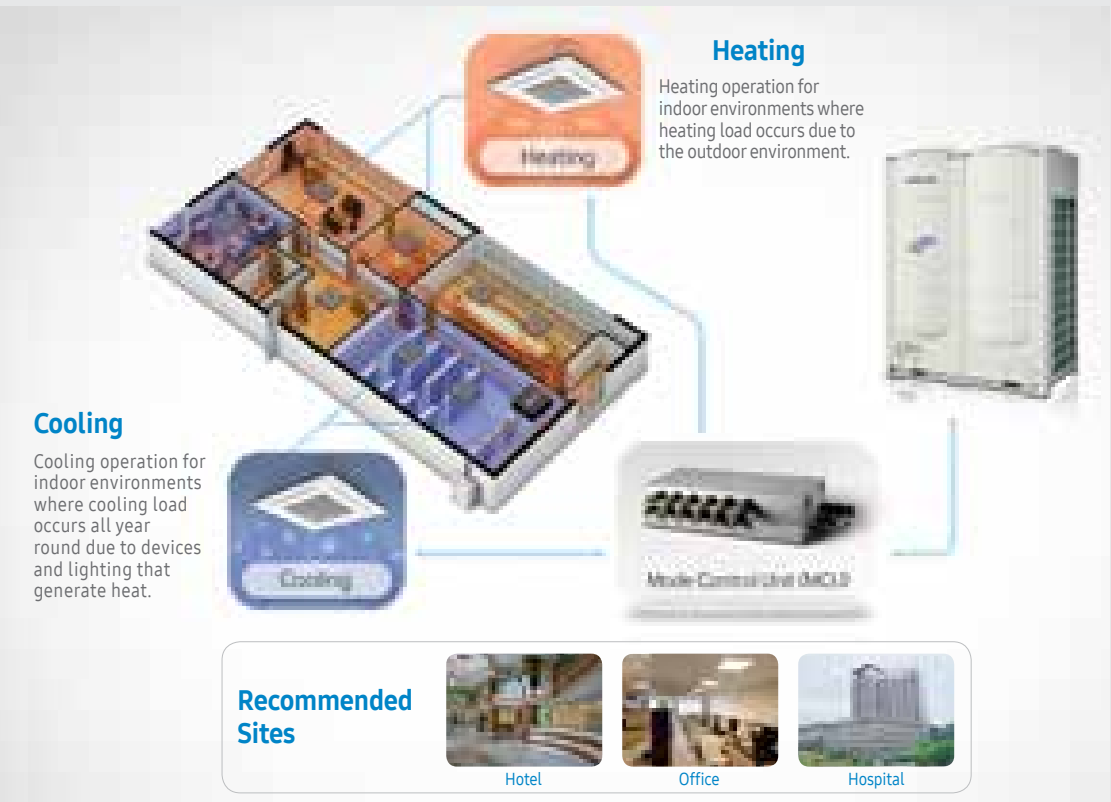 Heating
Heating operation for
indoor environments where
heating load occurs due to
the outdoor environment.
Heating
Cooling
Cooling operation for
indoor environments
where cooling load
occurs all year
round due to devices
and lighting that
generate heat.
Cooling
Mode Control Unit (MCU)
Recommended
Sites
Hotel
Office
Hospital